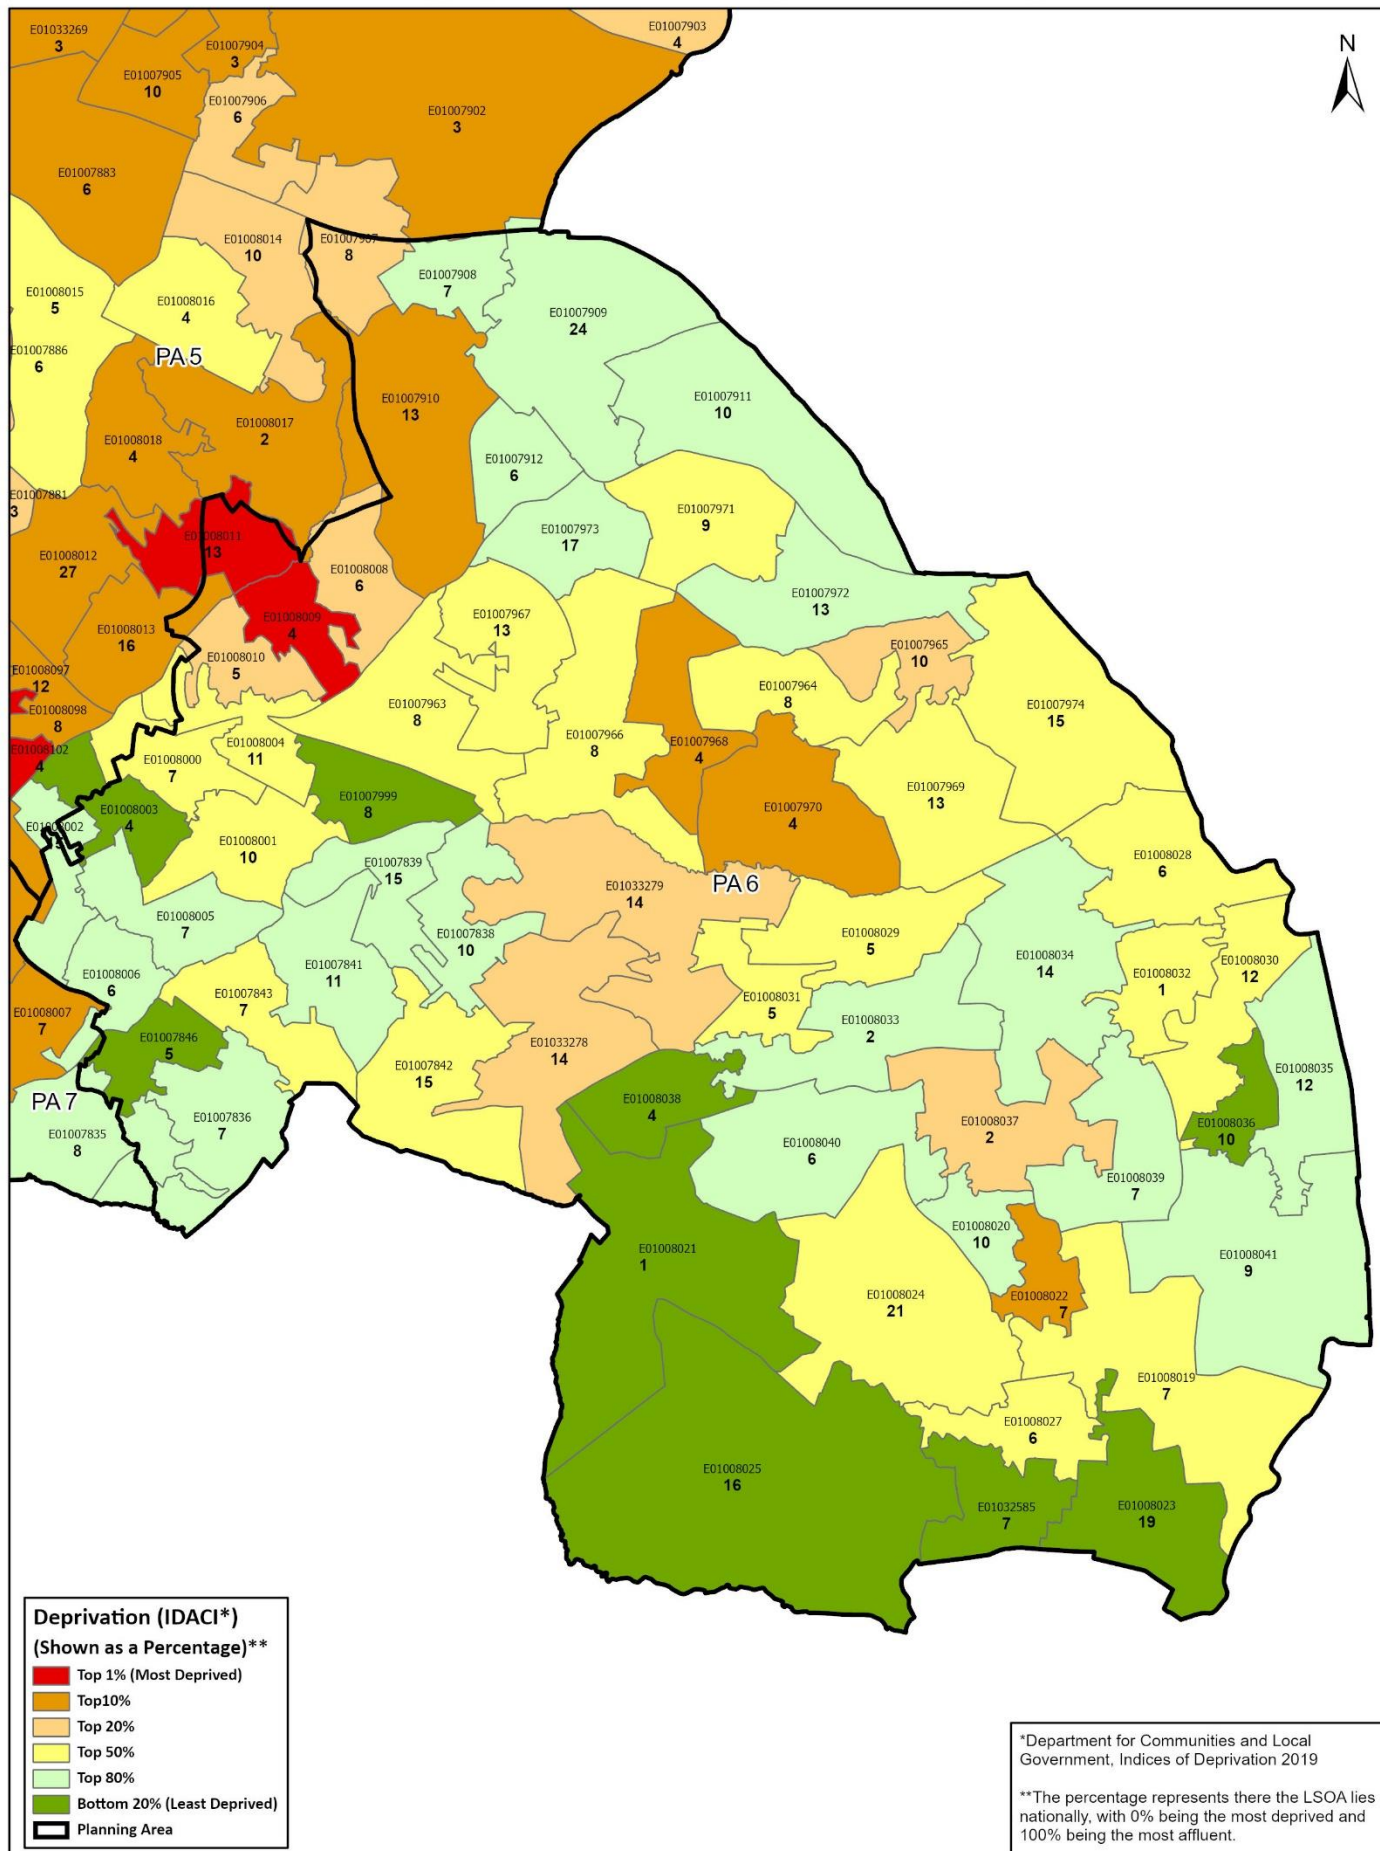 E01033269
3
E01007904
3
E01007903
4
N
E01007905
10
E01007906
6
E01007902
3
E01007883
6
E01008014
10
E01007907
8
E01007908
7
E01008015
5
E01008016
4
E01007909
24
E01007886
6
PA 5
E01007910
13
E01007911
10
E01008017
2
E01008018
4
E01007912
6
E01007881
3
E01007971
9
E01007973
17
E01008011
13
E01008012
27
E01008008
6
E01007972
13
E01008009
4
E01007967
13
E01008013
16
E01008010
5
E01007965
10
E01008097
12
E01007964
8
E01007963
8
E01007974
15
E01008098
8
E01008004
11
E01007966
8
E01007968
4
E01008102
4
E01008000
7
E01007999
8
E01007969
13
E01008003
4
E01007970
4
E01008002
E01008001
10
E01008028
6
E01007839
15
E01033279
14
PA 6
E01008005
7
E01007838
10
E01008029
5
E01007841
11
E01008034
14
E01008030
12
E01008032
1
E01008006
6
E01007843
7
E01008031
5
E01008033
2
E01008007
7
E01007846
5
E01033278
14
E01007842
15
E01008035
12
PA 7
E01008038
4
E01007836
7
E01008037
2
E01008036
10
E01007835
8
E01008040
6
E01008039
7
E01008020
10
E01008021
1
E01008041
9
E01008024
21
E01008022
7
E01008019
7
E01008027
6
E01008025
16
E01032585
7
E01008023
19
Deprivation (IDACI*)
(Shown as a Percentage)**
Top 1% (Most Deprived)
Top10%
Top 20%
Top 50%
Top 80%
Bottom 20% (Least Deprived)
Planning Area
*Department for Communities and Local
Government, Indices of Deprivation 2019
**The percentage represents there the LSOA lies
nationally, with 0% being the most deprived and
100% being the most affluent.